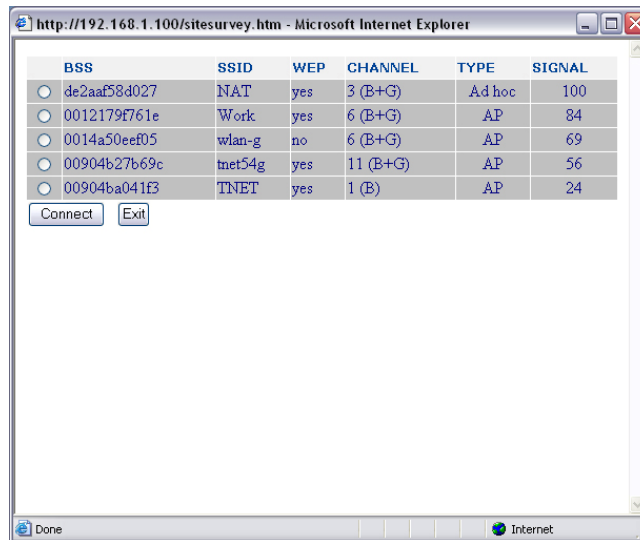 http://192.168.1.100/sitesurvey.htm - Microsoft Internet Explorer
BSS SSID WEP CHANNEL TYPE SIGNAL
de2aaf58d027 NAT yes 3 (B+G) Ad hoc 100
0012179f761e Work yes 6 (B+G) AP 84
0014a50eef05 wlan-g no 6 (B+G) AP 69
00904b27b69c tnet54g yes 11 (B+G) AP 56
00904ba041f3 TNET yes 1 (B) AP 24
Connect Exit
Done Internet